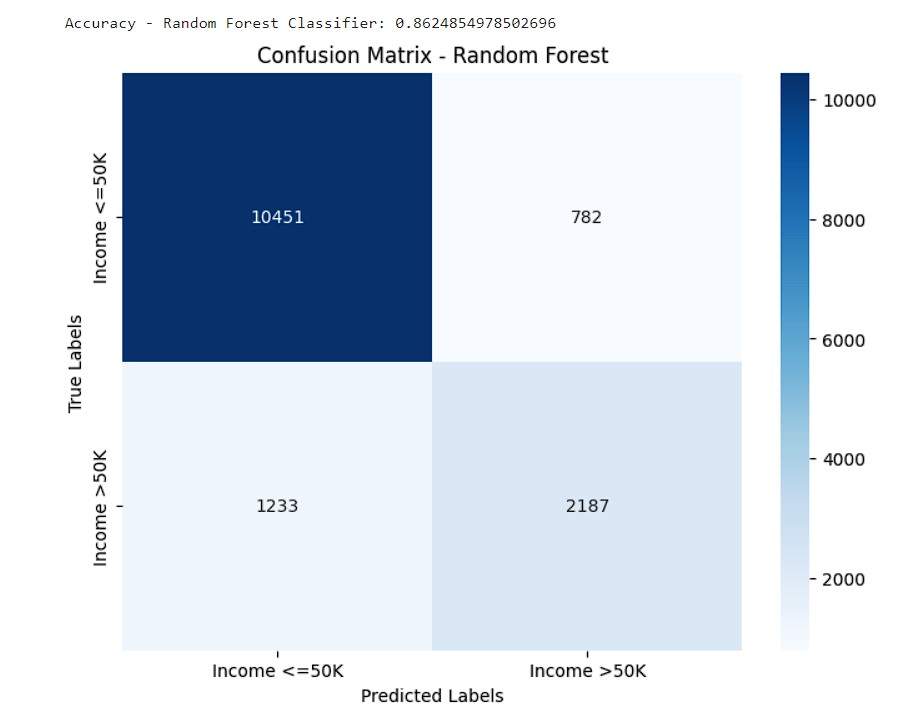 Accuracy - Random Forest Classifier: 0.8624854978502696
Confusion Matrix - Random Forest
True Labels
Income <=50K
10451
782
Income >50K
1233
2187
Income <=50K
Income >50K
Predicted Labels
10000
8000
6000
4000
2000